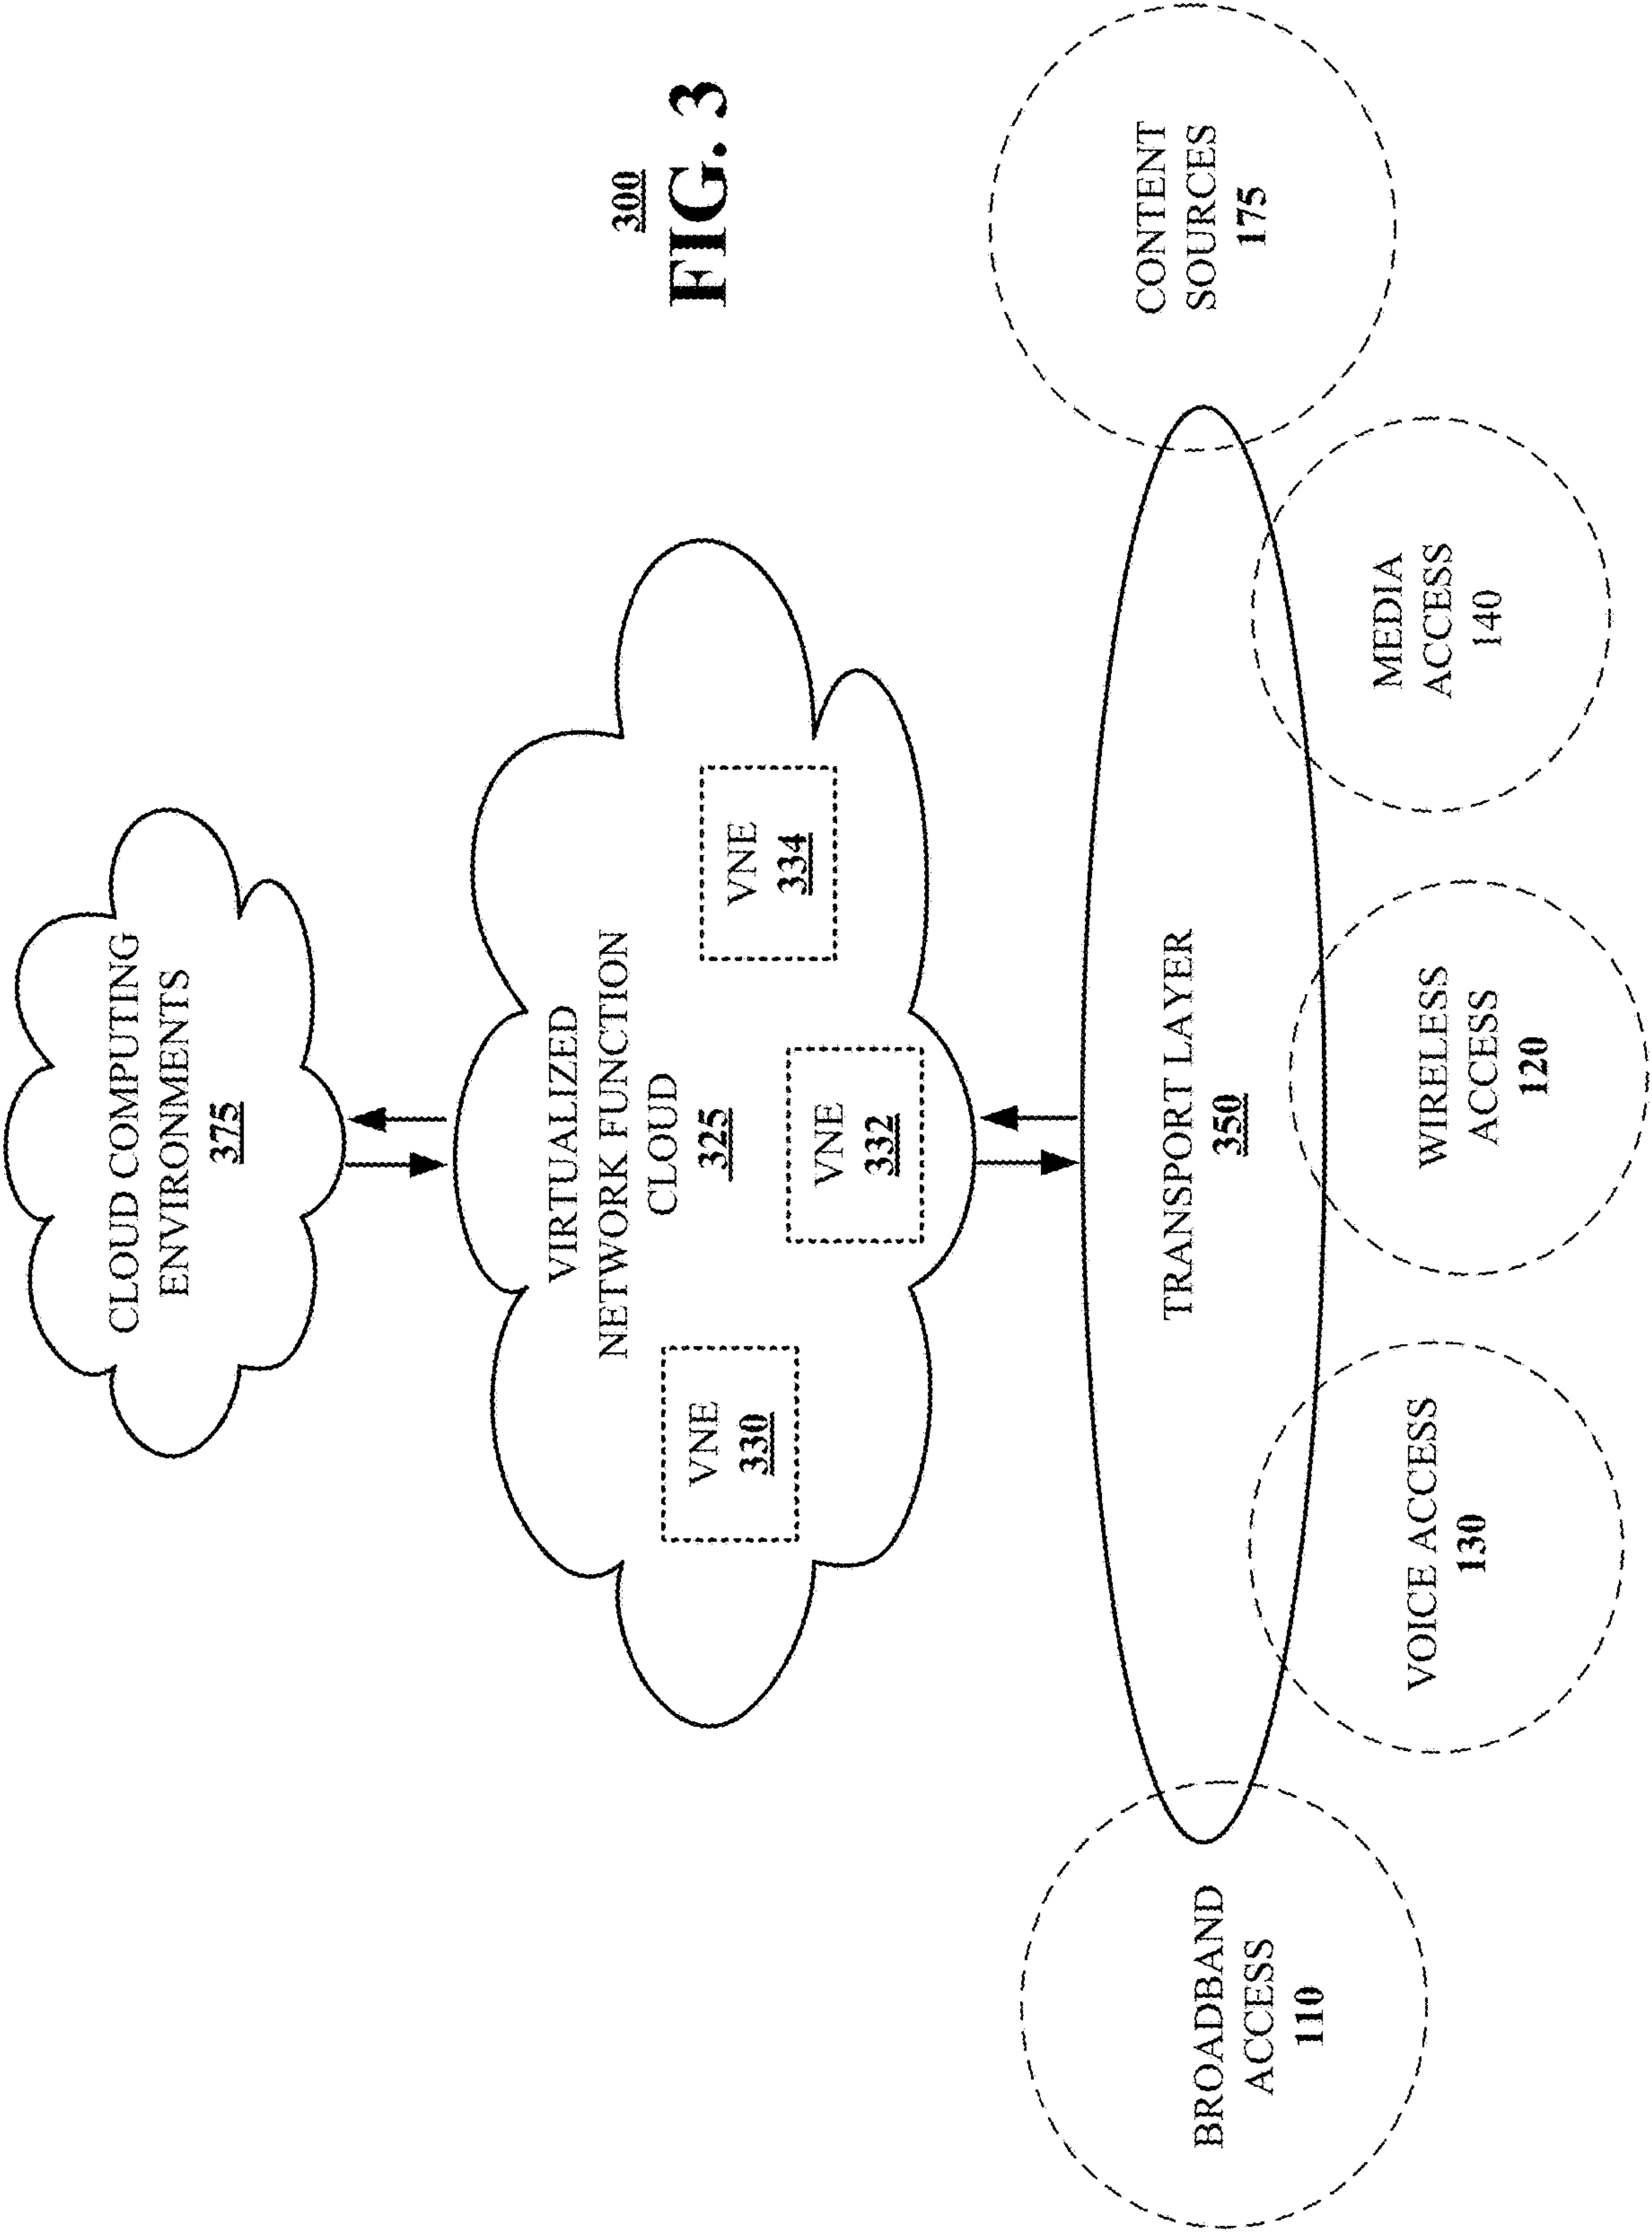 CLOUD COMPUTING
ENVIRONMENTS
375
VIRTUALIZED
NETWORK FUNCTION
CLOUD
325
VNE
330
VNE
332
VNE
334
300
FIG. 3
TRANSPORT LAYER
350
BROADBAND
ACCESS
110
VOICE ACCESS
130
WIRELESS
ACCESS
120
MEDIA
ACCESS
140
CONTENT
SOURCES
175